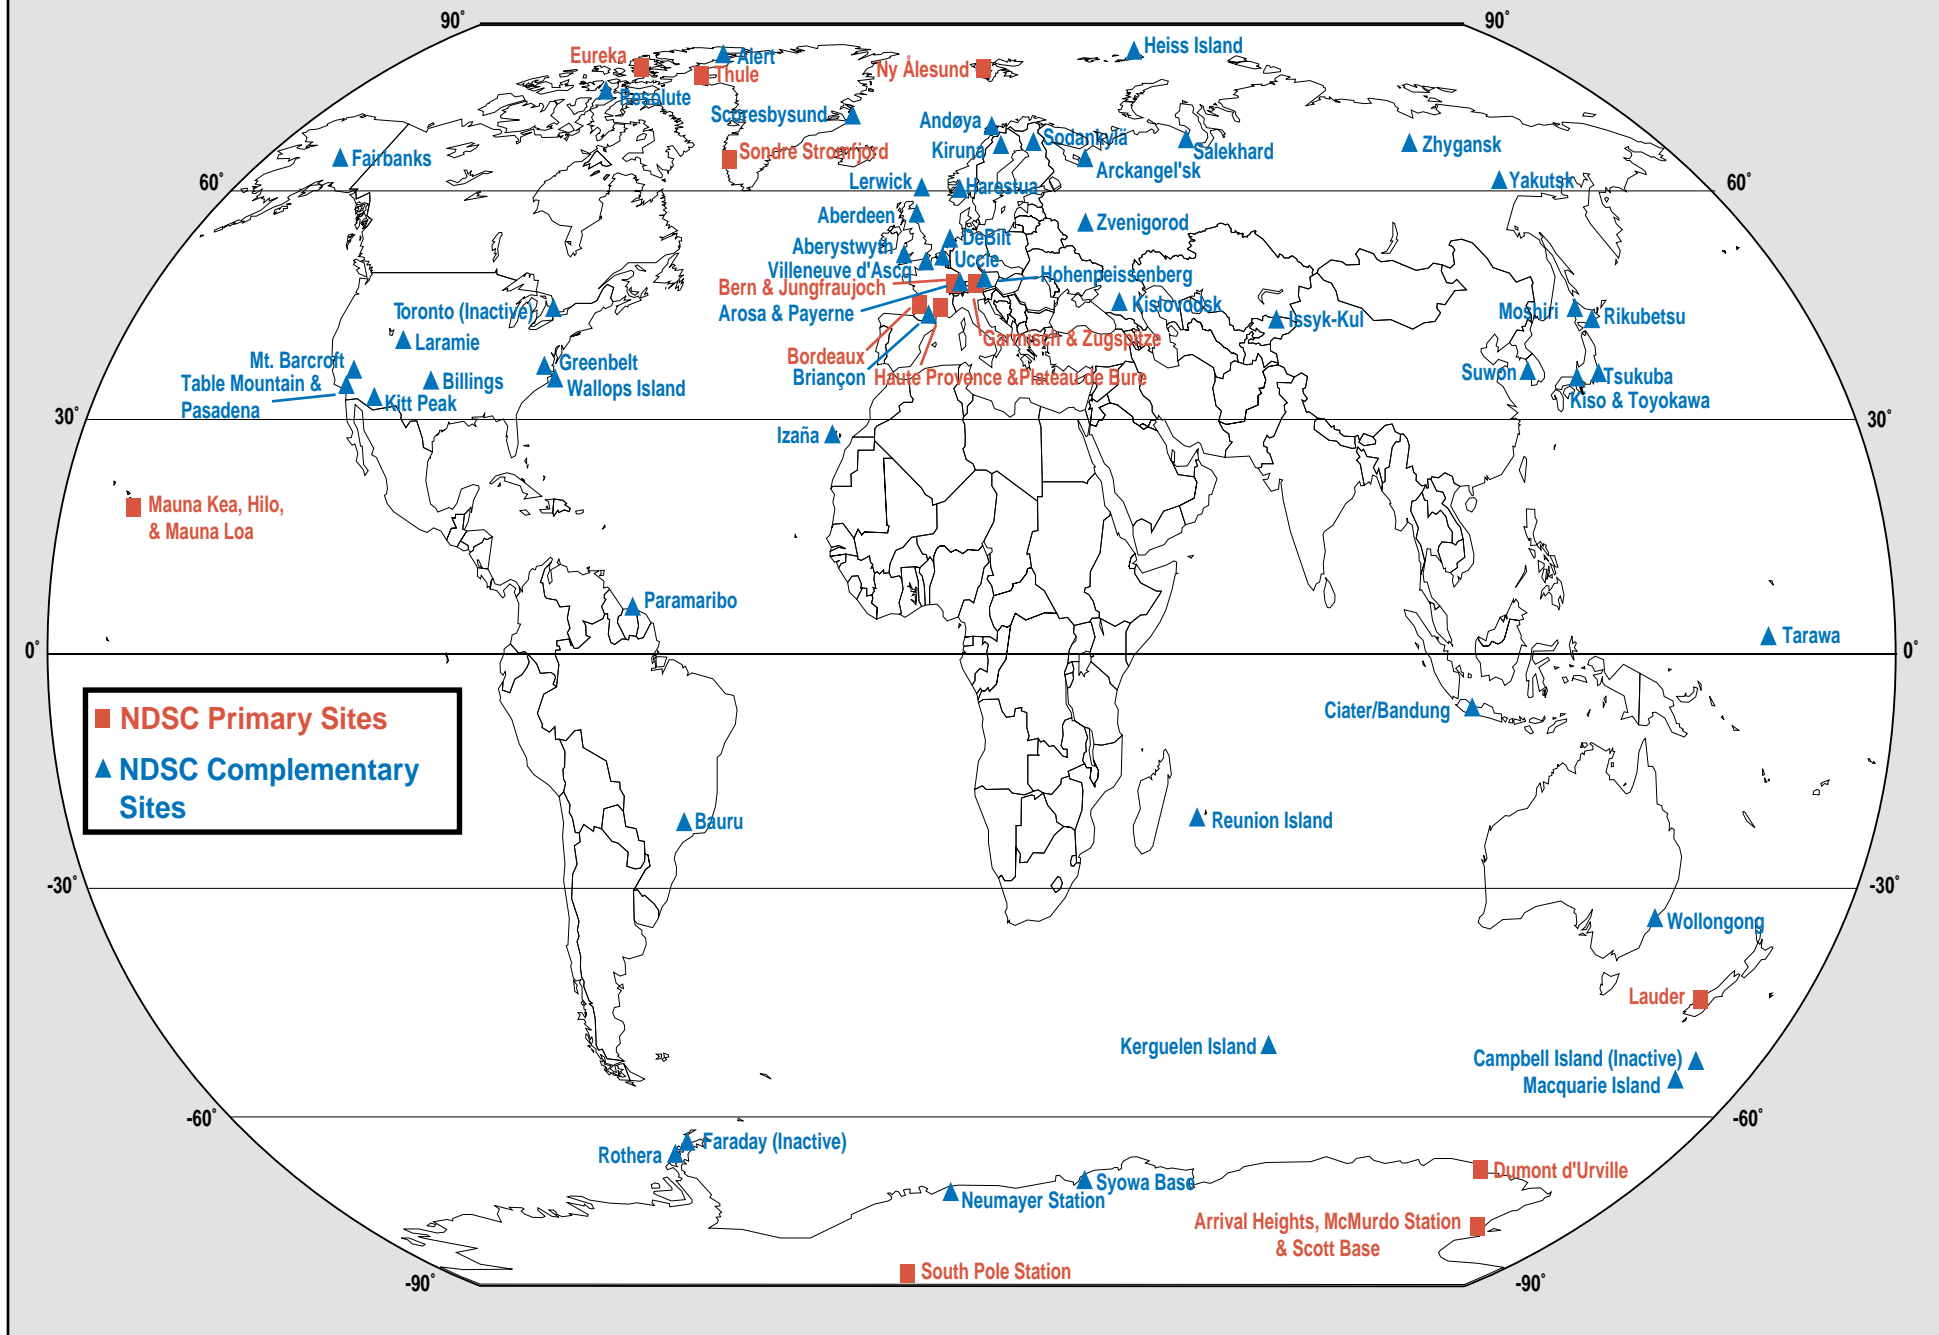 90° 90°
Heiss Island
Eureka
Alert
Ny Ålesund
Thule
Resolute
Scoresbysund
Andøya
Sodankylä
Zhygansk
Kiruna
Salekhard
Sondre Stromfjord
Fairbanks
Arckangel'sk
60° 60°
Lerwick
Harestua
Yakutsk
Aberdeen
Zvenigorod
DeBilt
Aberystwyth
Uccle
Villeneuve d'Ascq
Hohenpeissenberg
Bern & Jungfraujoch
Kislovodsk
Toronto (Inactive)
Arosa & Payerne
Moshiri
Rikubetsu
Issyk-Kul
Laramie
Garmisch & Zugspitze
Mt. Barcroft
Bordeaux
Greenbelt
Table Mountain &
Pasadena
Billings
Wallops Island
Briançon
Haute Provence &Plateau de Bure
Suwon
Tsukuba
Kitt Peak
Kiso & Toyokawa
30° 30°
Izaña
Mauna Kea, Hilo,
& Mauna Loa
Paramaribo
Tarawa
0° 0°
Ciater/Bandung
NDSC Primary Sites
NDSC Complementary
Sites
Bauru
Reunion Island
-30° -30°
Wollongong
Lauder
Kerguelen Island
Campbell Island (Inactive)
Macquarie Island
-60° -60°
Faraday (Inactive)
Rothera
Dumont d'Urville
Syowa Base
Neumayer Station
Arrival Heights, McMurdo Station
& Scott Base
South Pole Station
-90° -90°